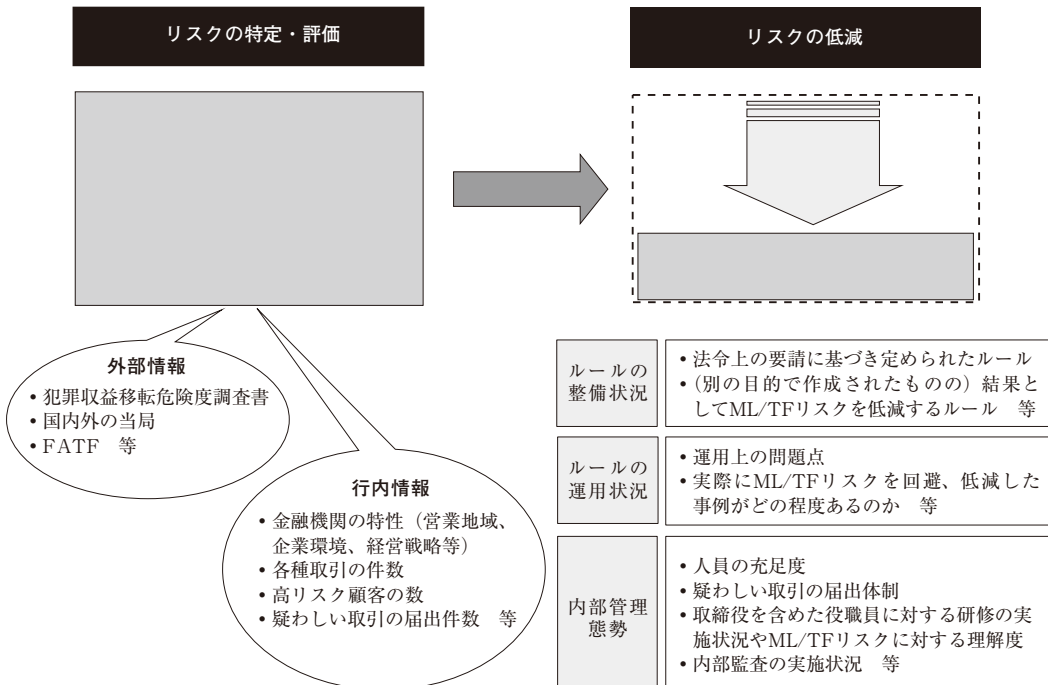 リスクの特定・評価
リスクの低減
外部情報
• 犯罪収益移転危険度調査書
• 国内外の当局
• FATF　等
行内情報
• 金融機関の特性（営業地域、
企業環境、経営戦略等）
• 各種取引の件数
• 高リスク顧客の数
• 疑わしい取引の届出件数　等
ルールの
整備状況
• 法令上の要請に基づき定められたルール
•（別の目的で作成されたものの）結果と
してML/TFリスクを低減するルール　等
ルールの
運用状況
• 運用上の問題点
• 実際にML/TFリスクを回避、低減した
事例がどの程度あるのか　等
内部管理
態勢
• 人員の充足度
• 疑わしい取引の届出体制
• 取締役を含めた役職員に対する研修の実
施状況やML/TFリスクに対する理解度
• 内部監査の実施状況　等